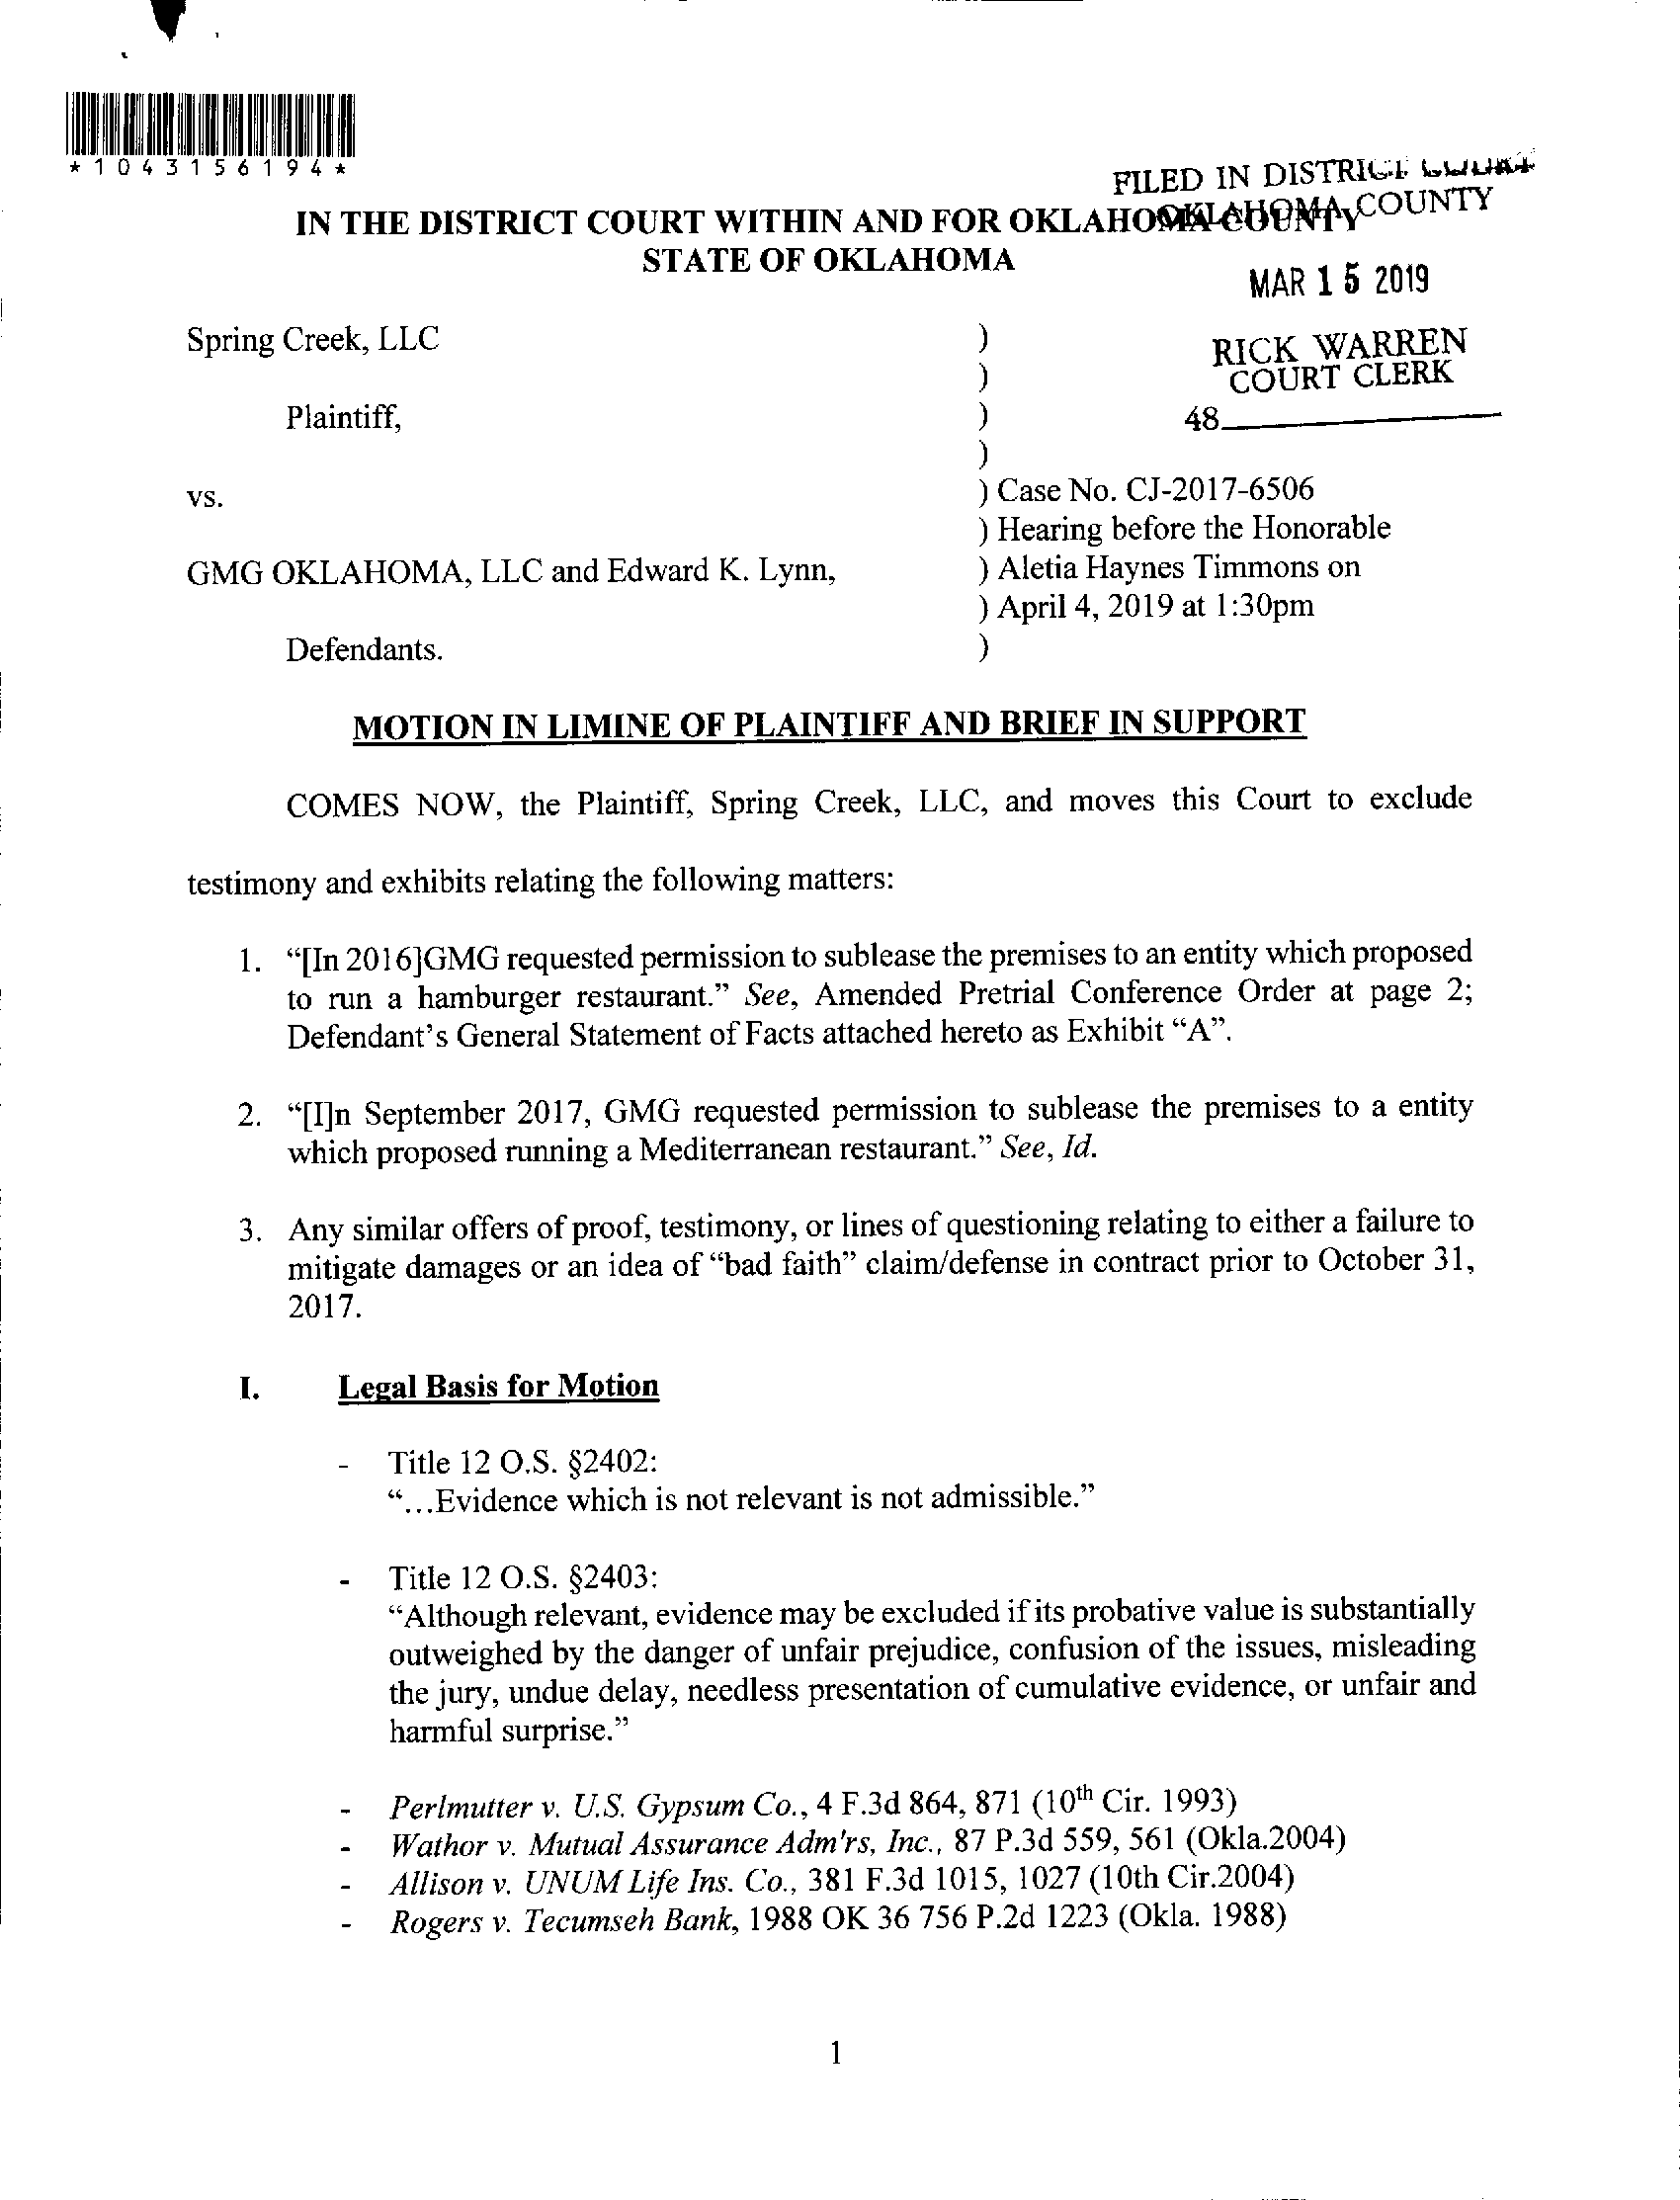 *1043156194*
FILED IN DISTRICT COURT
OKLAHOMA COUNTY
IN THE DISTRICT COURT WITHIN AND FOR OKLAHOMA COUNTY
STATE OF OKLAHOMA
MAR 15 2019
Spring Creek, LLC )
RICK WARREN
) COURT CLERK
Plaintiff, ) 48
)
vs. ) Case No. CJ-2017-6506
) Hearing before the Honorable
GMG OKLAHOMA, LLC and Edward K. Lynn, ) Aletia Haynes Timmons on
) April 4, 2019 at 1:30pm
Defendants. )
MOTION IN LIMINE OF PLAINTIFF AND BRIEF IN SUPPORT
COMES NOW, the Plaintiff, Spring Creek, LLC, and moves this Court to exclude
testimony and exhibits relating the following matters:
1. “[In 2016]GMG requested permission to sublease the premises to an entity which proposed
to run a hamburger restaurant.” See, Amended Pretrial Conference Order at page 2;
Defendant’s General Statement of Facts attached hereto as Exhibit “A”.
2. “[I]n September 2017, GMG requested permission to sublease the premises to a entity
which proposed running a Mediterranean restaurant.” See, Id.
3. Any similar offers of proof, testimony, or lines of questioning relating to either a failure to
mitigate damages or an idea of “bad faith” claim/defense in contract prior to October 31,
2017.
I. Legal Basis for Motion
- Title 12 O.S. §2402:
“…Evidence which is not relevant is not admissible.”
- Title 12 O.S. §2403:
“Although relevant, evidence may be excluded if its probative value is substantially
outweighed by the danger of unfair prejudice, confusion of the issues, misleading
the jury, undue delay, needless presentation of cumulative evidence, or unfair and
harmful surprise.”
- Perlmutter v. U.S. Gypsum Co., 4 F.3d 864, 871 (10th Cir. 1993)
- Wathor v. Mutual Assurance Adm'rs, Inc., 87 P.3d 559, 561 (Okla.2004)
- Allison v. UNUM Life Ins. Co., 381 F.3d 1015, 1027 (10th Cir.2004)
- Rogers v. Tecumseh Bank, 1988 OK 36 756 P.2d 1223 (Okla. 1988)
1